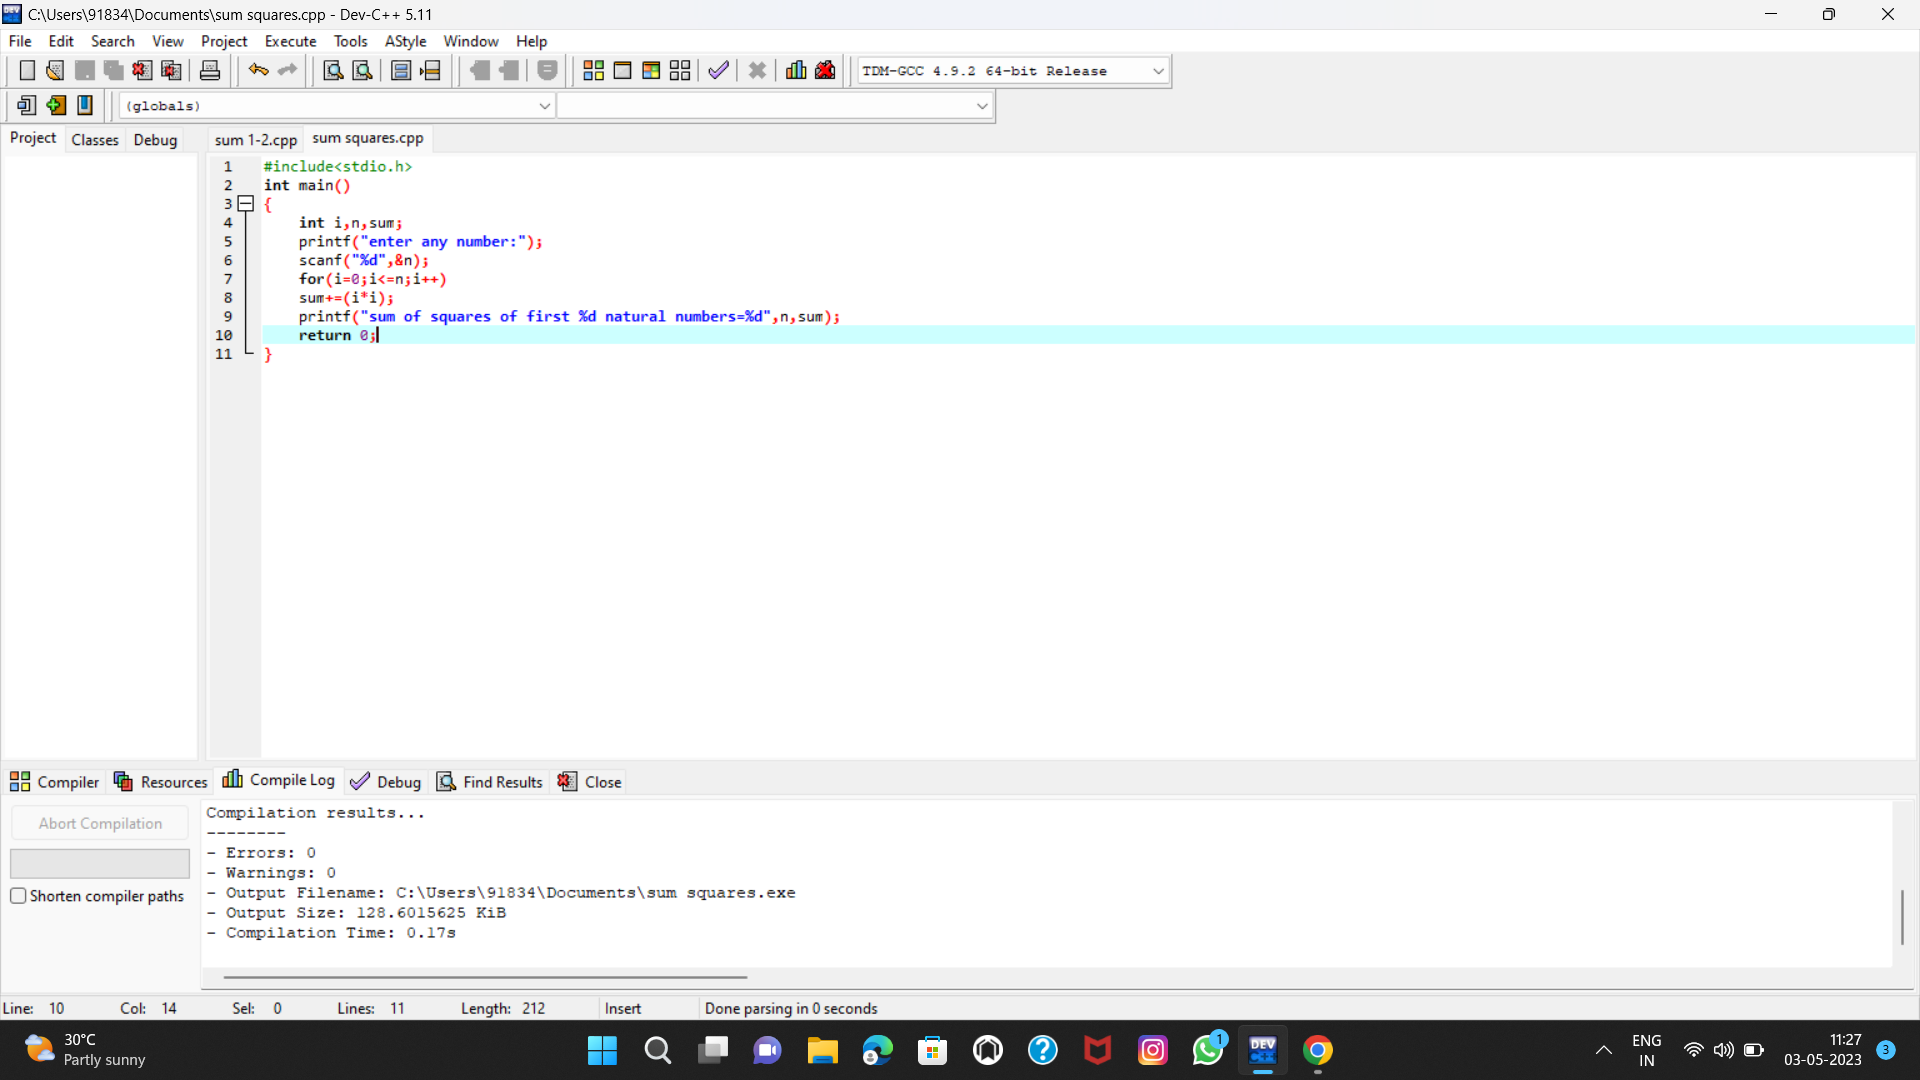 C:\Users\91834\Documents\sum squares.cpp - Dev-C++ 5.11
File Edit Search View Project Execute Tools AStyle Window Help
TDM-GCC 4.9.2 64-bit Release
(globals)
Project Classes Debug sum 1-2.cpp sum squares.cpp
1 #include<stdio.h>
2 int main()
3 {
4 int i,n,sum;
5 printf("enter any number:");
6 scanf("%d",&n);
7 for(i=0;i<=n;i++)
8 sum+=(i*i);
9 printf("sum of squares of first %d natural numbers=%d",n,sum);
10 return 0;
11 }
Compiler Resources Compile Log Debug Find Results Close
Abort Compilation
Shorten compiler paths
Compilation results...
--------
- Errors: 0
- Warnings: 0
- Output Filename: C:\Users\91834\Documents\sum squares.exe
- Output Size: 128.6015625 KiB
- Compilation Time: 0.17s
Line: 10 Col: 14 Sel: 0 Lines: 11 Length: 212 Insert Done parsing in 0 seconds
30°C
Partly sunny
1
DEV
C++
ENG
IN
11:27
03-05-2023
3